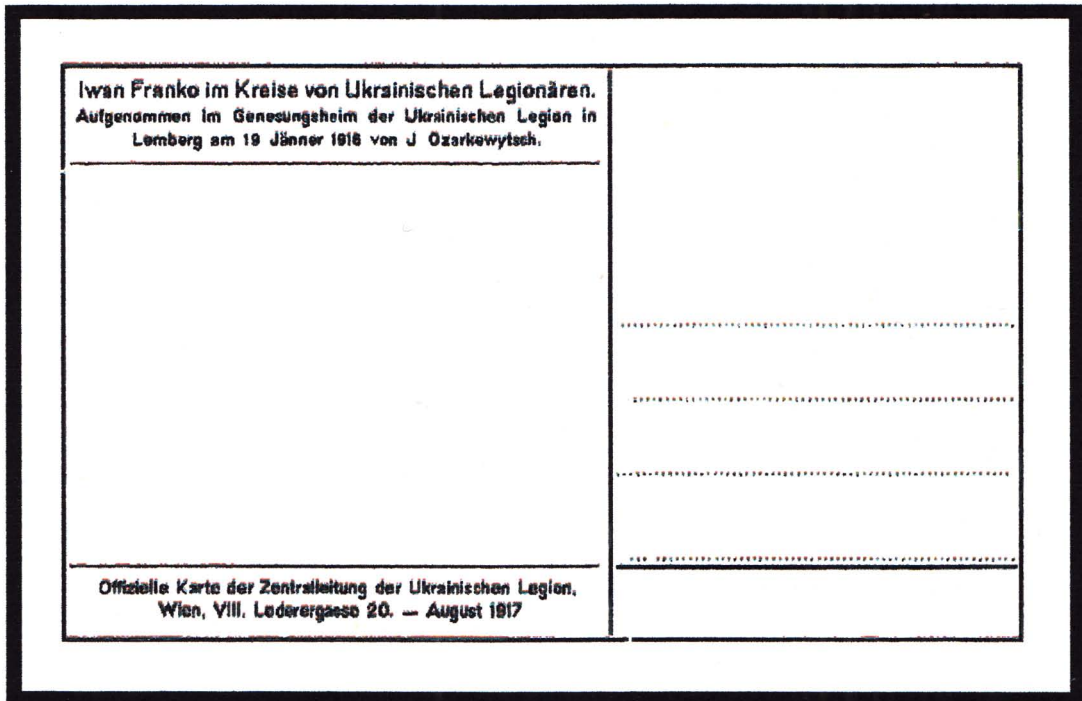 Iwan Franko im Kreise von Ukrainischen Legionären.
Aufgenommen im Genesungsheim der Ukrainischen Legion in
Lemberg am 19 Jänner 1916 von J Ozarkewytsch.
Offizielle Karte der Zentralleitung der Ukrainischen Legion,
Wien, VIII. Lederergasse 20. — August 1917